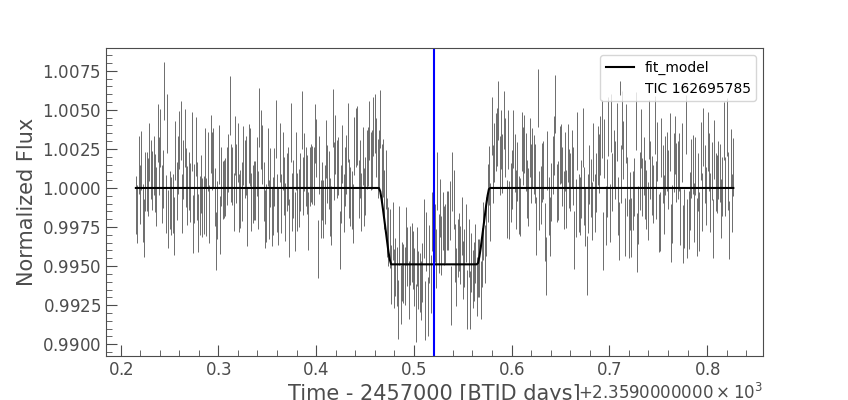 fit_model
TIC 162695785
Normalized Flux
1.0075
1.0050
1.0025
1.0000
0.9975
0.9950
0.9925
0.9900
0.2 0.3 0.4 0.5 0.6 0.7 0.8
Time - 2457000 [BTJD days]
+2.3590000000 × 10³